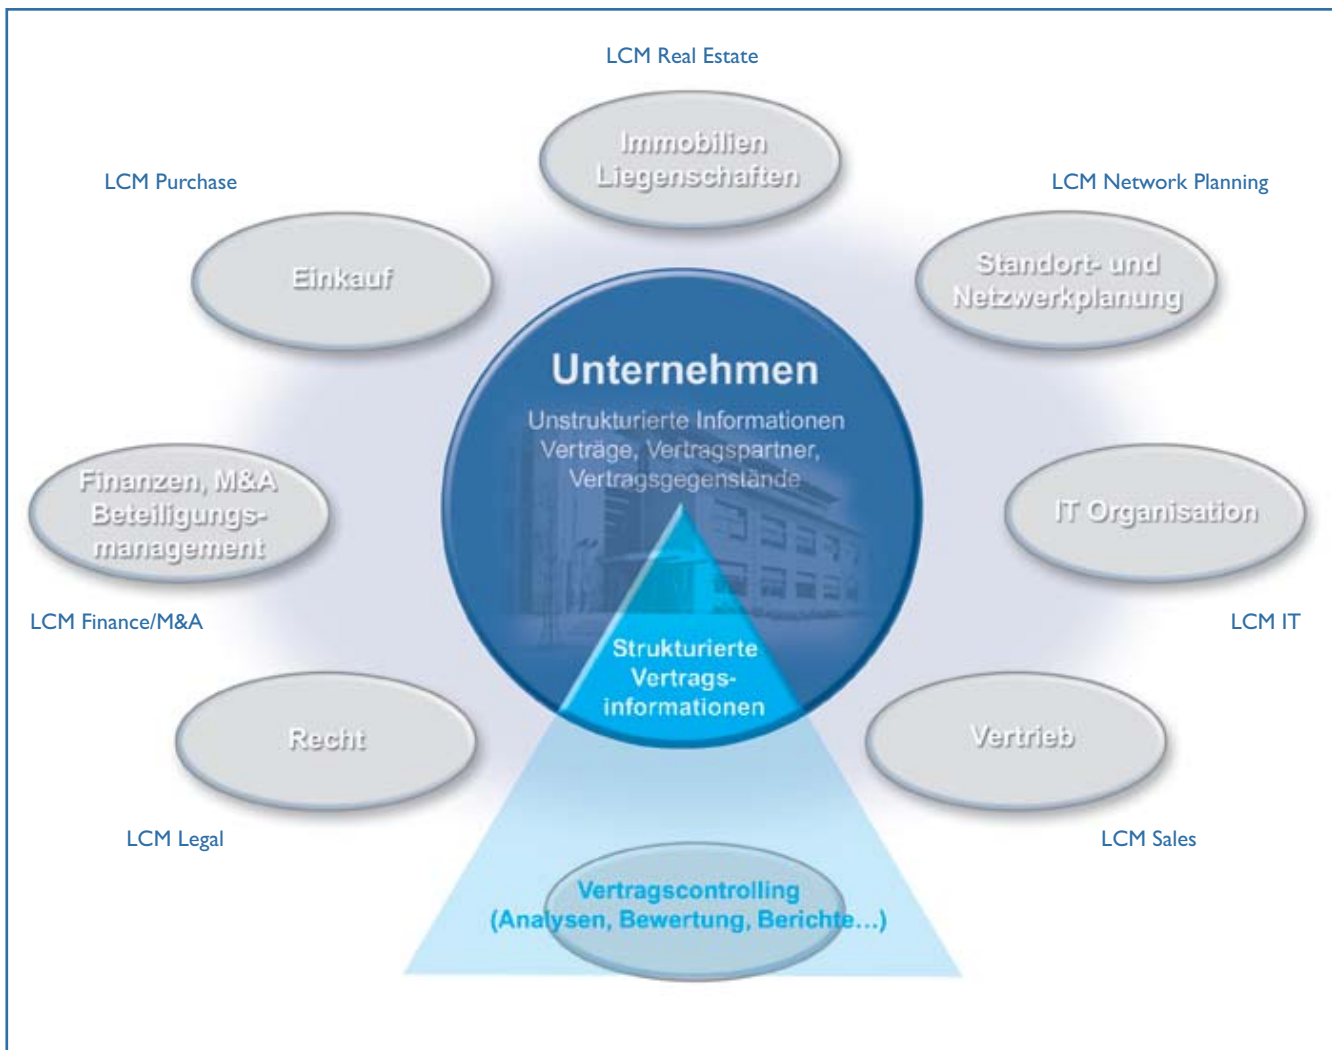 LCM Real Estate
Immobilien
Liegenschaften
LCM Purchase
LCM Network Planning
Einkauf
Standort- und
Netzwerkplanung
Unternehmen
Unstrukturierte Informationen
Verträge, Vertragspartner,
Vertragsgegenstände
Finanzen, M&A
Beteiligungs-
management
IT Organisation
LCM Finance/M&A
LCM IT
Strukturierte
Vertrags-
informationen
Recht
Vertrieb
LCM Legal
LCM Sales
Vertragscontrolling
(Analysen, Bewertung, Berichte...)